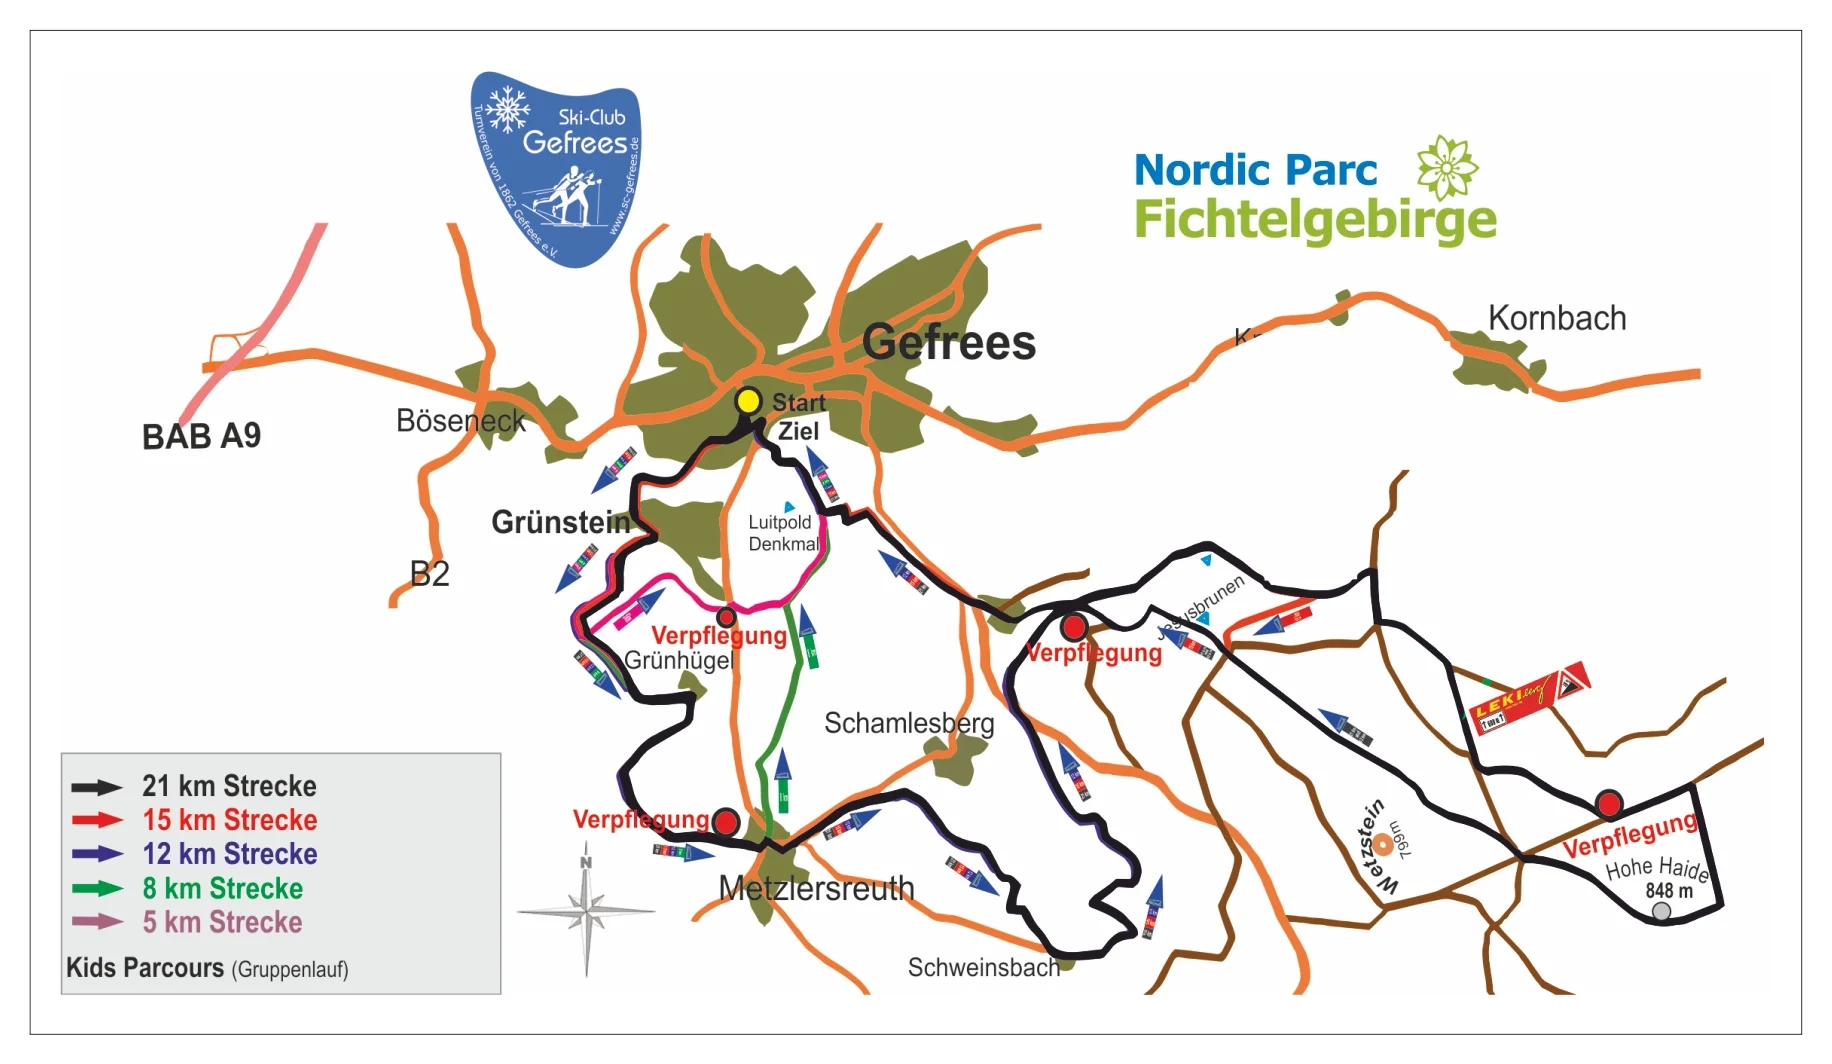 Ski-Club
Gefrees
Turnverein von 1862 Gefrees e.V.
www.sc-gefrees.de
Nordic Parc
Fichtelgebirge
Kornbach
Gefrees
BAB A9
Böseneck
Start
Ziel
Grünstein
Luitpold
Denkmal
B2
Jesusbrunen
Verpflegung
Grünhügel
Verpflegung
LEKI
Schamlesberg
21 km Strecke
15 km Strecke
12 km Strecke
8 km Strecke
5 km Strecke
Kids Parcours (Gruppenlauf)
Verpflegung
N
Metzlersreuth
Schweinsbach
Wetzstein
799m
Verpflegung
Hohe Haide
848 m